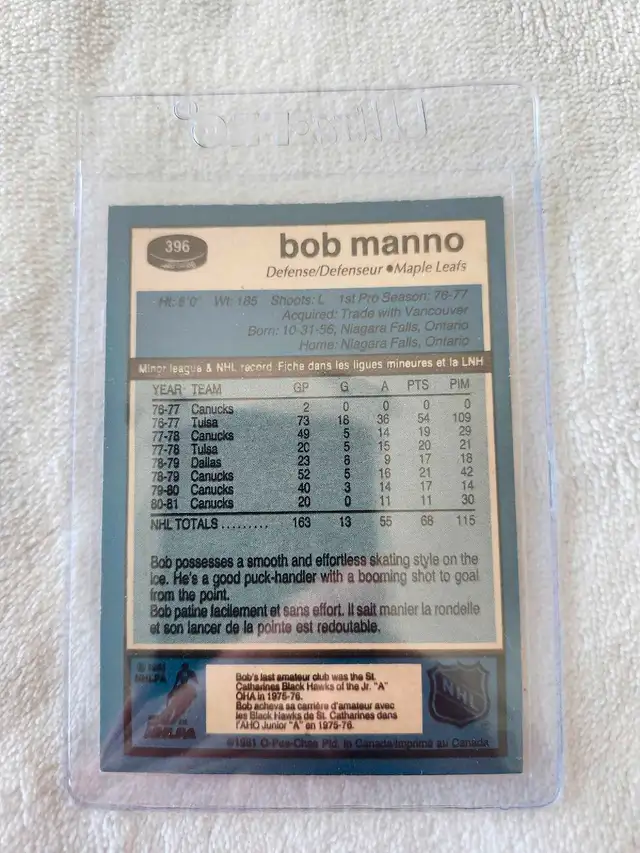 Ultra•PRO
396
bob manno
Defense/Defenseur • Maple Leafs
Ht: 6'0" Wt: 185 Shoots: L 1st Pro Season: 76-77
Acquired: Trade with Vancouver
Born: 10-31-56, Niagara Falls, Ontario
Home: Niagara Falls, Ontario
Minor league & NHL record Fiche dans les ligues mineures et la LNH
YEAR TEAM GP G A PTS PIM
76-77 Canucks 2 0 0 0 0
76-77 Tulsa 73 18 36 54 109
77-78 Canucks 49 5 14 19 29
77-78 Tulsa 20 5 15 20 21
78-79 Dallas 23 8 9 17 18
78-79 Canucks 52 5 16 21 42
79-80 Canucks 40 3 14 17 14
80-81 Canucks 20 0 11 11 30
NHL TOTALS ......... 163 13 55 68 115
Bob possesses a smooth and effortless skating style on the
ice. He's a good puck-handler with a booming shot to goal
from the point.
Bob patine facilement et sans effort. Il sait manier la rondelle
et son lancer de la pointe est redoutable.
© 1981
NHLPA
NHLPA
Bob's last amateur club was the St.
Catharines Black Hawks of the Jr. "A"
OHA in 1975-76.
Bob acheva sa carrière d'amateur avec
les Black Hawks de St. Catharines dans
l'AHO Junior "A" en 1975-76.
NHL
©1981 O-Pee-Chee Ptd. in Canada/Imprimé au Canada